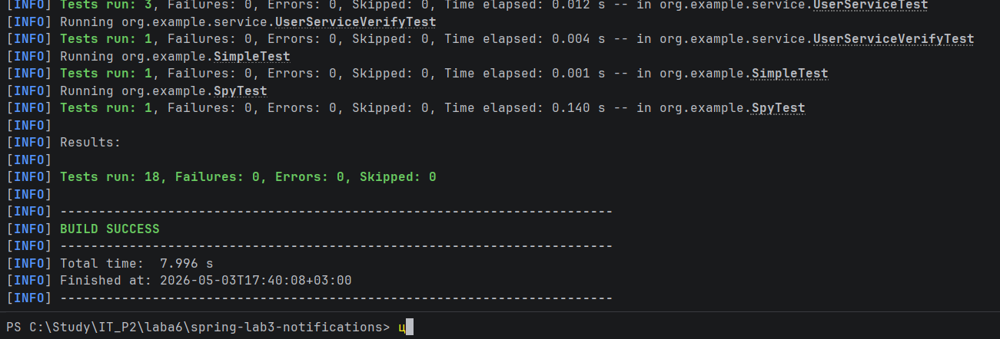 [INFO] Tests run: 3, Failures: 0, Errors: 0, Skipped: 0, Time elapsed: 0.012 s -- in org.example.service.UserServiceTest
[INFO] Running org.example.service.UserServiceVerifyTest
[INFO] Tests run: 1, Failures: 0, Errors: 0, Skipped: 0, Time elapsed: 0.004 s -- in org.example.service.UserServiceVerifyTest
[INFO] Running org.example.SimpleTest
[INFO] Tests run: 1, Failures: 0, Errors: 0, Skipped: 0, Time elapsed: 0.001 s -- in org.example.SimpleTest
[INFO] Running org.example.SpyTest
[INFO] Tests run: 1, Failures: 0, Errors: 0, Skipped: 0, Time elapsed: 0.140 s -- in org.example.SpyTest
[INFO]
[INFO] Results:
[INFO]
[INFO] Tests run: 18, Failures: 0, Errors: 0, Skipped: 0
[INFO]
[INFO] ------------------------------------------------------------------------
[INFO] BUILD SUCCESS
[INFO] ------------------------------------------------------------------------
[INFO] Total time:  7.996 s
[INFO] Finished at: 2026-05-03T17:40:08+03:00
[INFO] ------------------------------------------------------------------------
PS C:\Study\IT_P2\laba6\spring-lab3-notifications> ц